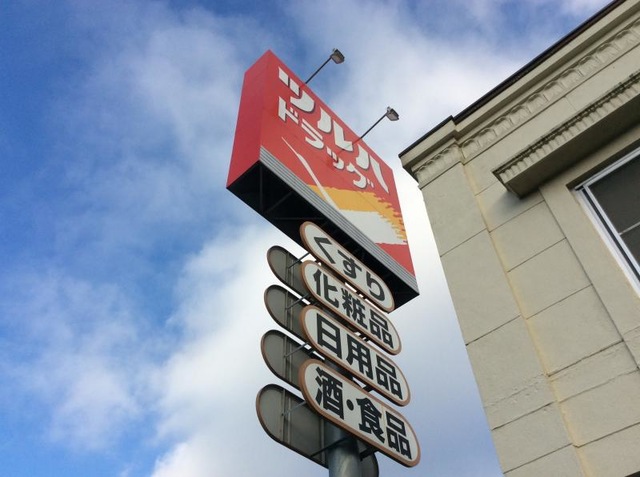 ツルハ
ドラッグ
くすり
化粧品
日用品
酒・食品